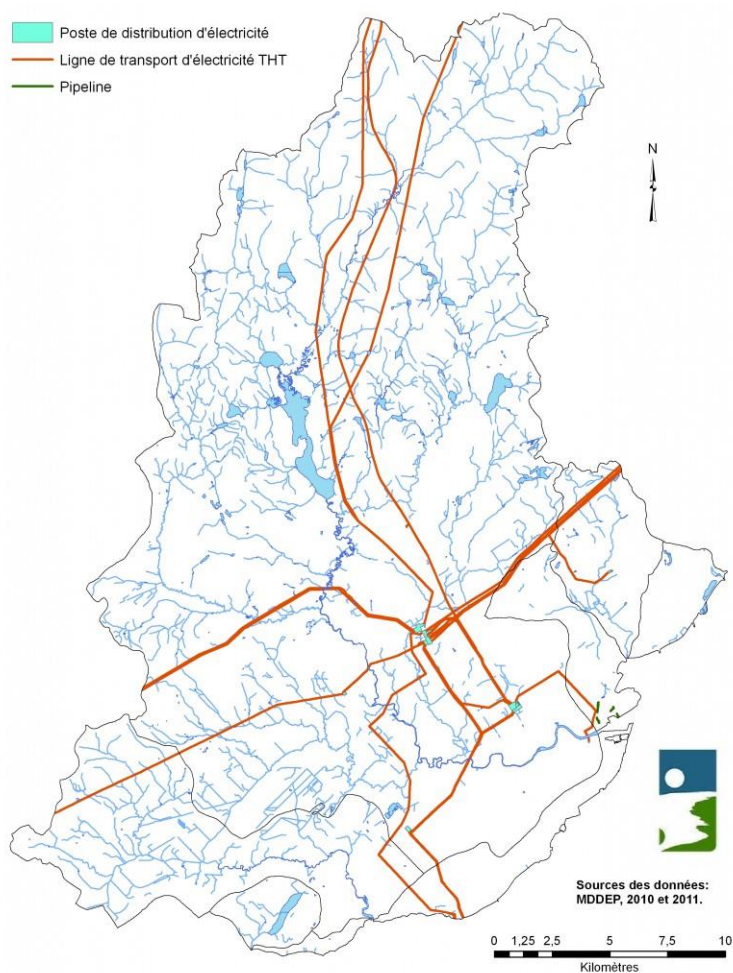 Poste de distribution d'électricité
Ligne de transport d'électricité THT
Pipeline
N
Sources des données:
MDDEP, 2010 et 2011.
0 1,25 2,5 5 7,5 10
Kilomètres